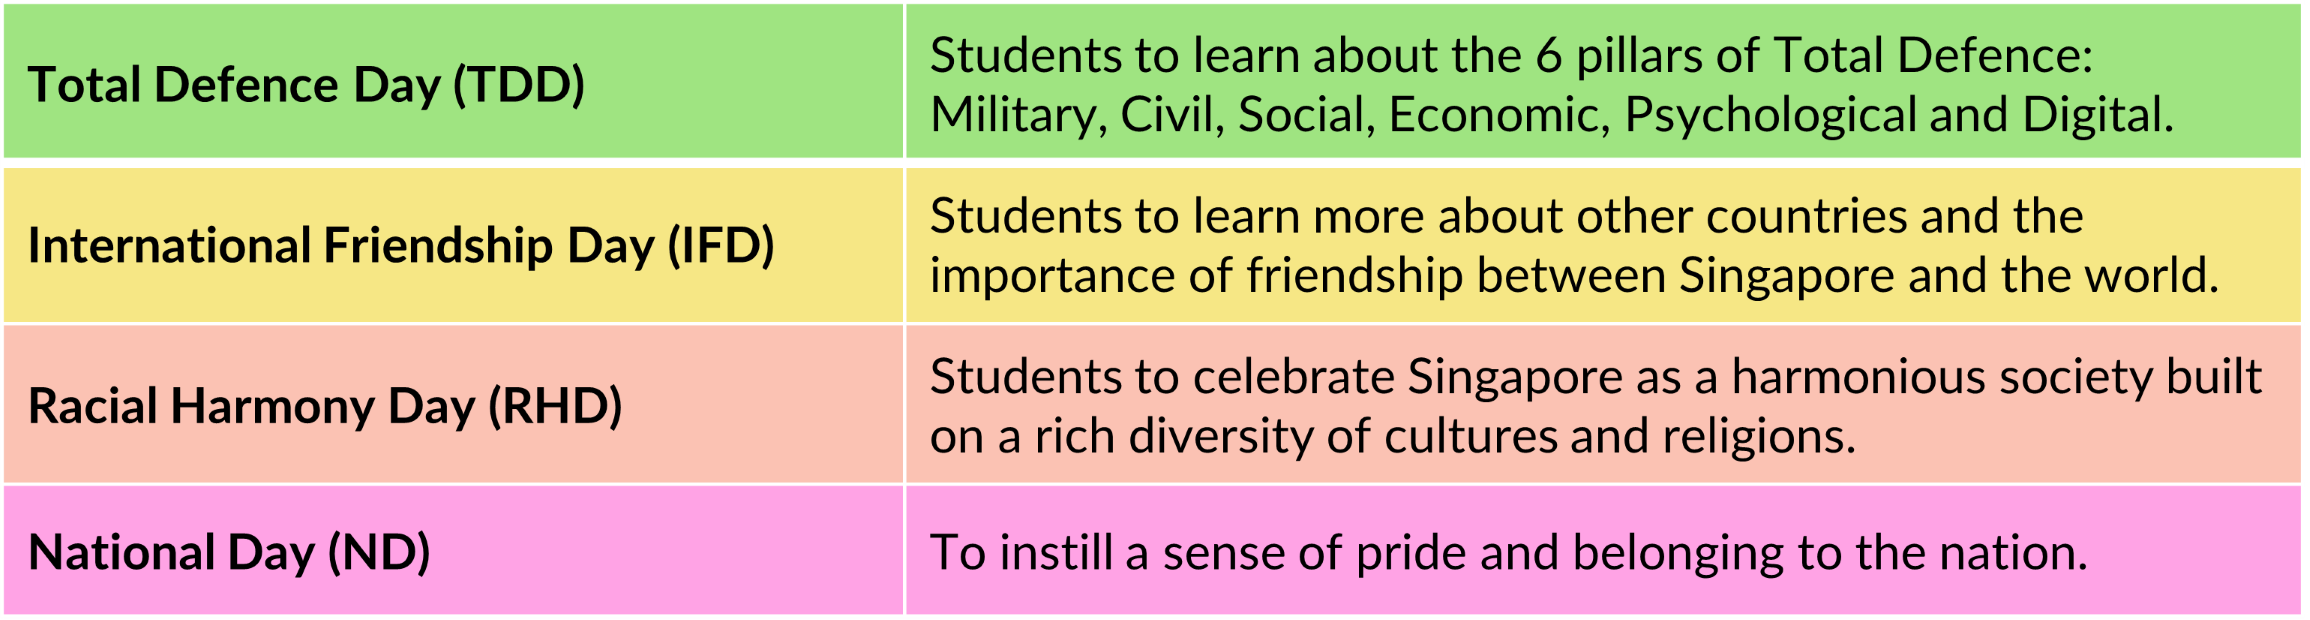 Total Defence Day (TDD)
Students to learn about the 6 pillars of Total Defence:
Military, Civil, Social, Economic, Psychological and Digital.
International Friendship Day (IFD)
Students to learn more about other countries and the
importance of friendship between Singapore and the world.
Racial Harmony Day (RHD)
Students to celebrate Singapore as a harmonious society built
on a rich diversity of cultures and religions.
National Day (ND)
To instill a sense of pride and belonging to the nation.